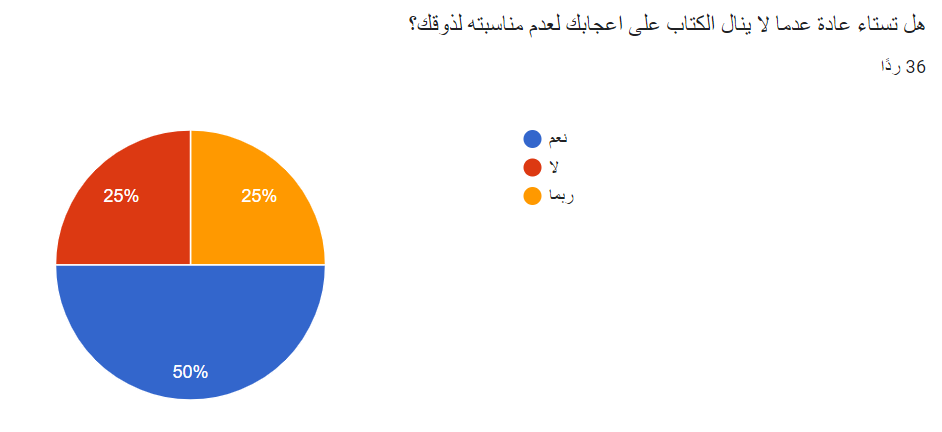 هل تستاء عادة عندما لا ينال الكتاب على اعجابك لعدم مناسبته لذوقك؟
36 ردًا
نعم
لا
ربما
25%
25%
50%